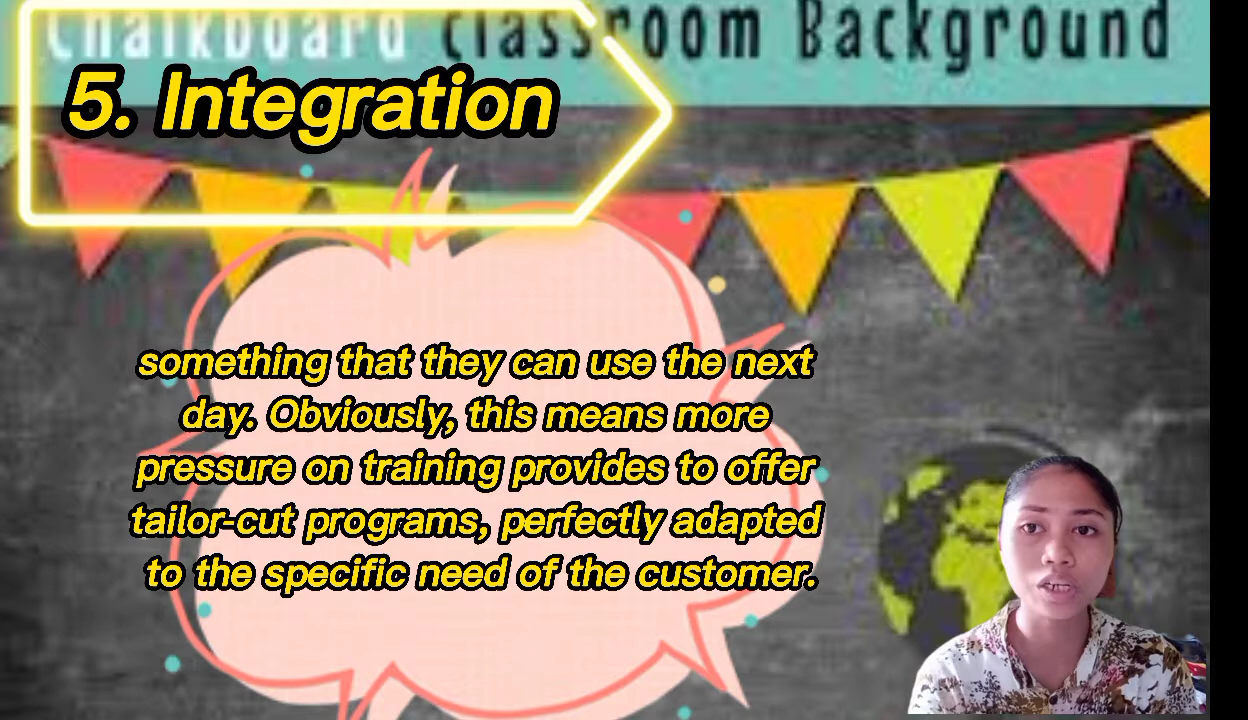 Chalkboard classroom Background
5. Integration
something that they can use the next
day. Obviously, this means more
pressure on training provides to offer
tailor-cut programs, perfectly adapted
to the specific need of the customer.